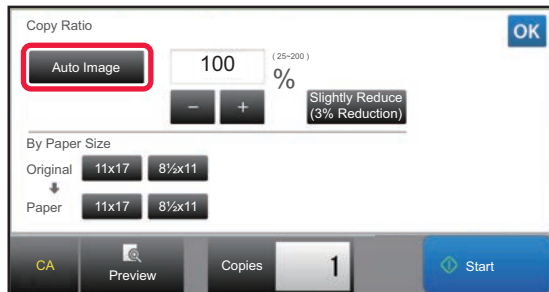 Copy Ratio
OK
Auto Image
100
( 25~200 )
%
− +
Slightly Reduce
(3% Reduction)
By Paper Size
Original 11x17 8½x11
Paper 11x17 8½x11
CA
Preview
Copies
1
Start